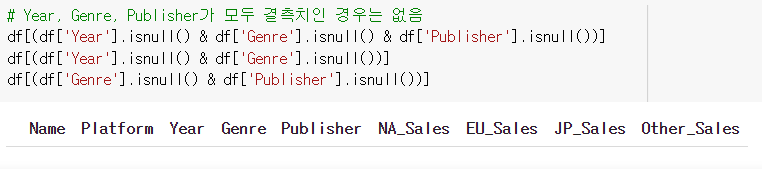 # Year, Genre, Publisher가 모두 결측치인 경우는 없음
df[(df['Year'].isnull() & df['Genre'].isnull() & df['Publisher'].isnull())]
df[(df['Year'].isnull() & df['Genre'].isnull())]
df[(df['Genre'].isnull() & df['Publisher'].isnull())]
Name Platform Year Genre Publisher NA_Sales EU_Sales JP_Sales Other_Sales